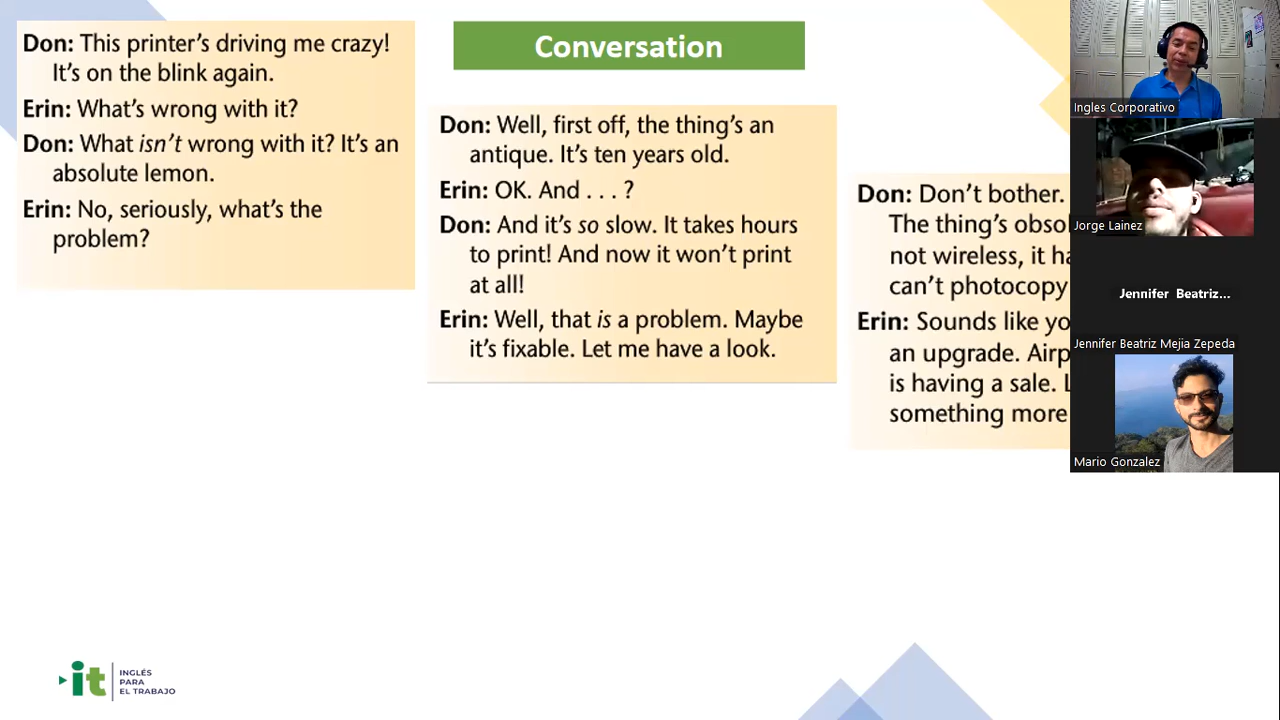 Conversation
Don: This printer's driving me crazy!
It's on the blink again.
Erin: What's wrong with it?
Don: What isn't wrong with it? It's an
absolute lemon.
Erin: No, seriously, what's the
problem?
Don: Well, first off, the thing's an
antique. It's ten years old.
Erin: OK. And . . . ?
Don: And it's so slow. It takes hours
to print! And now it won't print
at all!
Erin: Well, that is a problem. Maybe
it's fixable. Let me have a look.
Don: Don't bother.
The thing's
not wireless, it
can't photocopy
Erin: Sounds like
an upgrade.
is having a sale.
something more
Ingles Corporativo
Jorge Lainez
Jennifer Beatriz...
Jennifer Beatriz Mejia Zepeda
Mario Gonzalez
it
INGLÉS
PARA
EL TRABAJO